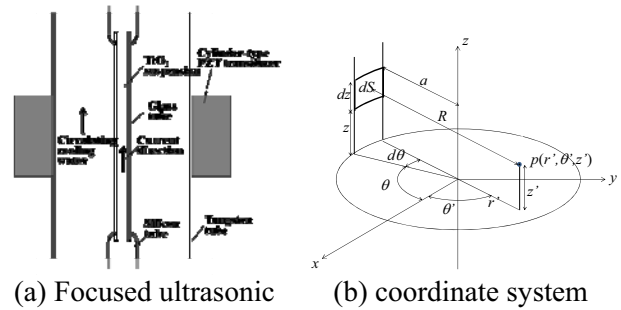 TiO₂
suspension
Cylinder-type
PZT transducer
Glass
tube
Circulating
cooling
water
Current
direction
Silicon
tube
Tungsten
tube
z
a
dS
dz
R
z
dθ
p(r’,θ’,z’)
z’
y
θ
θ’
r’
x
(a) Focused ultrasonic
(b) coordinate system